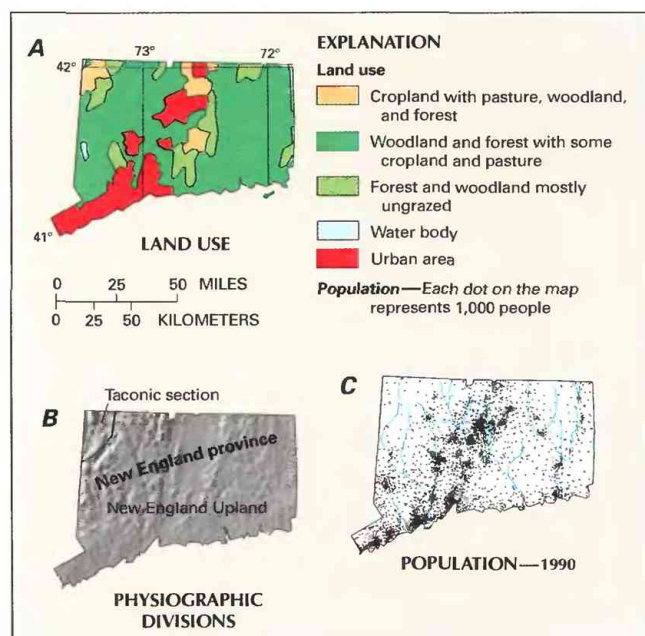 A
42°
73°
72°
41°
LAND USE
0 25 50 MILES
0 25 50 KILOMETERS
EXPLANATION
Land use
Cropland with pasture, woodland,
and forest
Woodland and forest with some
cropland and pasture
Forest and woodland mostly
ungrazed
Water body
Urban area
Population—Each dot on the map
represents 1,000 people
B
Taconic section
New England province
New England Upland
PHYSIOGRAPHIC
DIVISIONS
C
POPULATION—1990